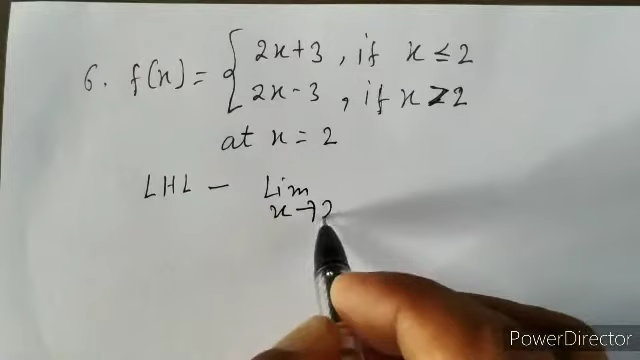 6. f(x) = { 2x+3 , if x ≤ 2
2x-3 , if x > 2
at x = 2
LHL - Lim
x→2
PowerDirector